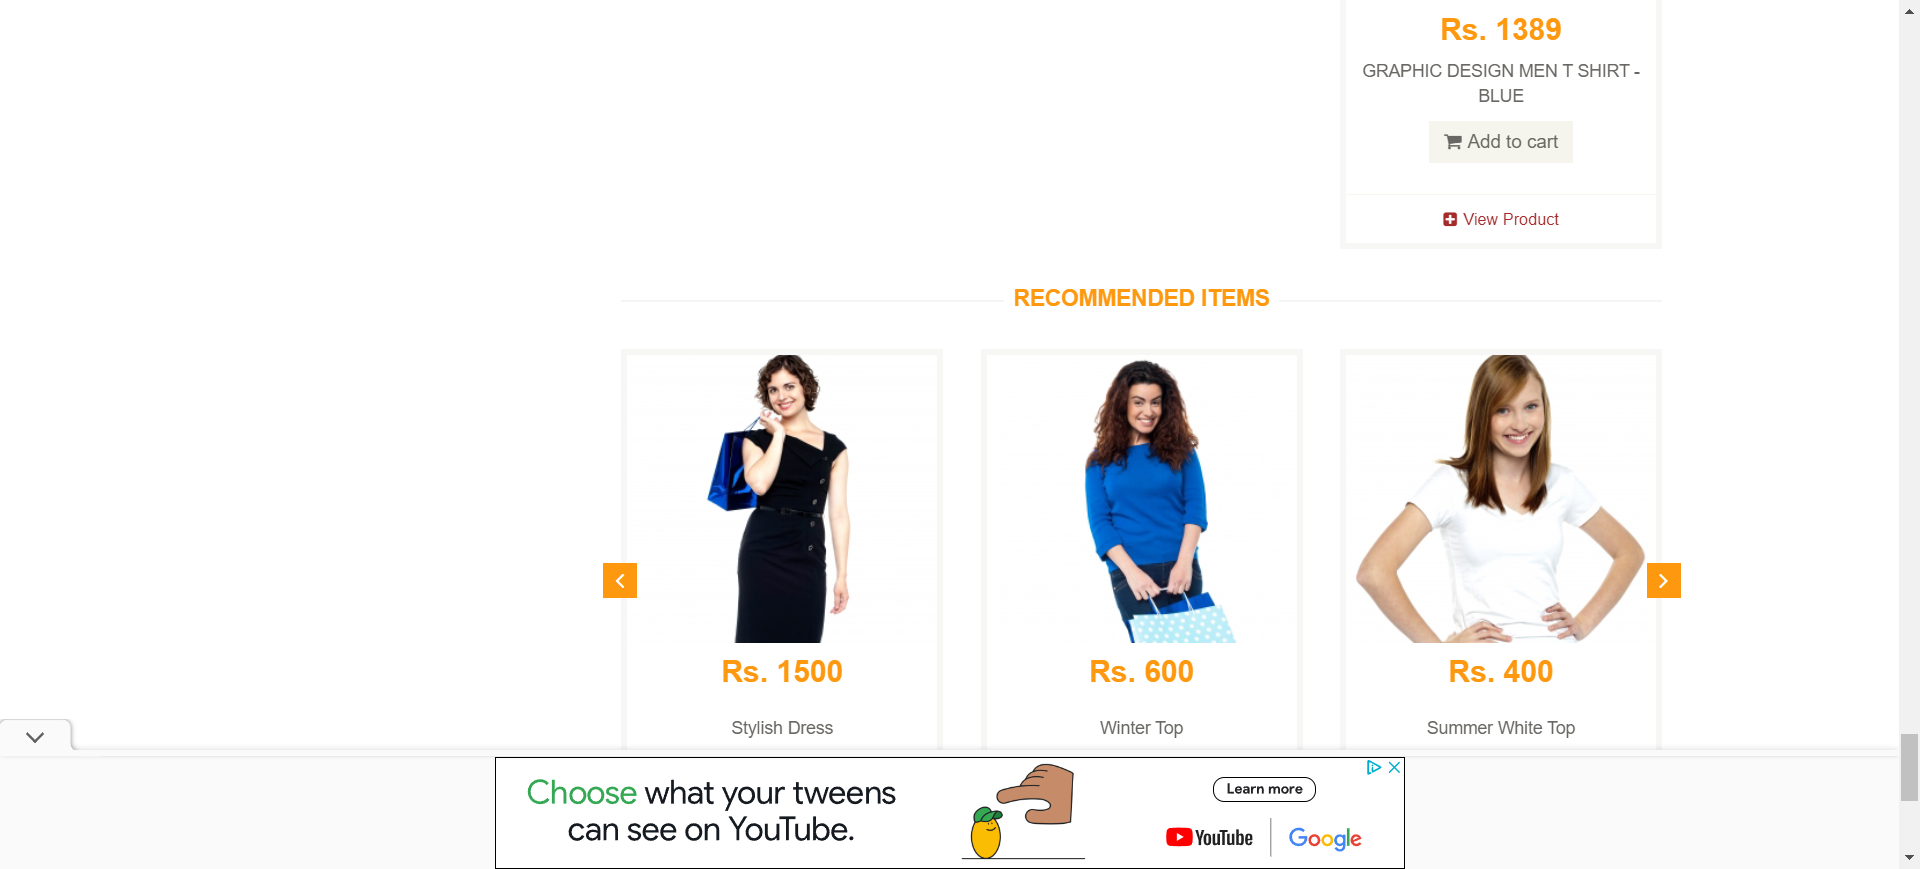 Rs. 1389
GRAPHIC DESIGN MEN T SHIRT -
BLUE
Add to cart
View Product
RECOMMENDED ITEMS
Rs. 1500
Rs. 600
Rs. 400
Stylish Dress
Winter Top
Summer White Top
Choose what your tweens
can see on YouTube.
Learn more
YouTube
Google